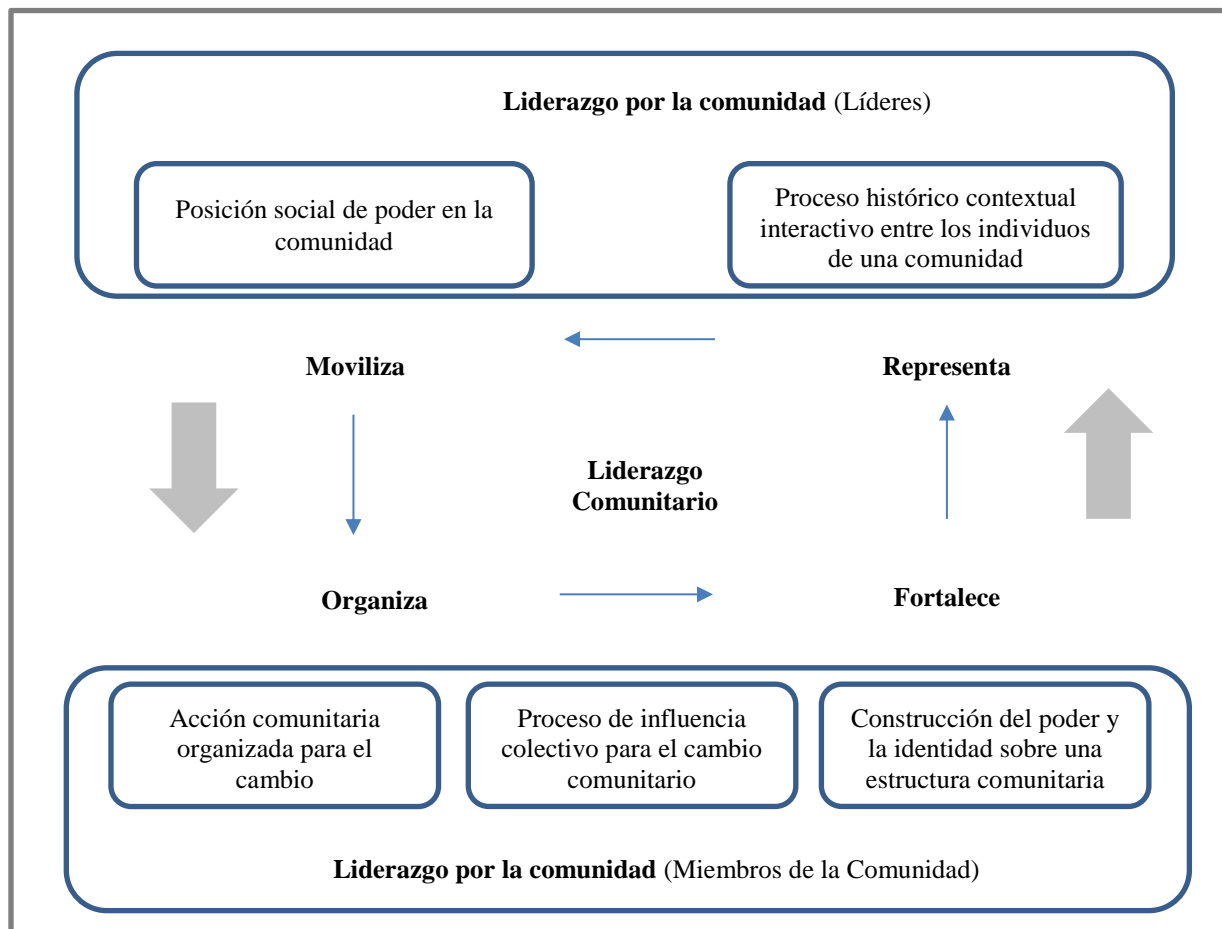 Liderazgo por la comunidad (Líderes)
Posición social de poder en la
comunidad
Proceso histórico contextual
interactivo entre los individuos
de una comunidad
Moviliza
Representa
Liderazgo
Comunitario
Organiza
Fortalece
Acción comunitaria
organizada para el
cambio
Proceso de influencia
colectivo para el cambio
comunitario
Construcción del poder y
la identidad sobre una
estructura comunitaria
Liderazgo por la comunidad (Miembros de la Comunidad)